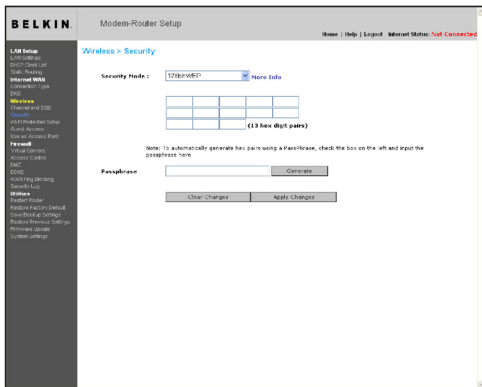 BELKIN.
Modem-Router Setup
Home | Help | Logout Internet Status: Not Connected
LAN Setup
LAN Settings
DHCP Client List
Static Routing
Internet WAN
Connection Type
DNS
Wireless
Channel and SSID
Security
Wi-Fi Protected Setup
Guest Access
Use as Access Point
Firewall
Virtual Servers
Access Control
DMZ
DDNS
WAN Ping Blocking
Security Log
Utilities
Restart Router
Restore Factory Default
Save/Backup Settings
Restore Previous Settings
Firmware Update
System Settings
Wireless > Security
Security Mode : 128bit WEP More Info
(13 hex digit pairs)
Note: To automatically generate hex pairs using a PassPhrase, check the box on the left and input the
passphrase here
Passphrase Generate
Clear Changes Apply Changes